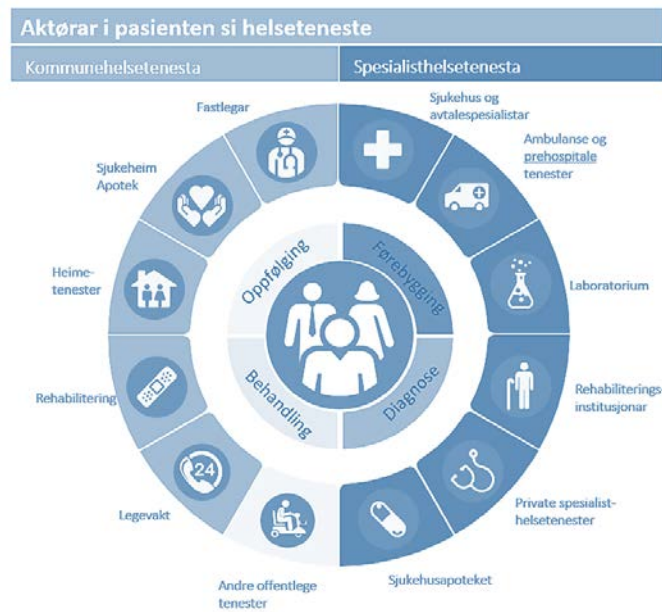 Aktørar i pasienten si helseteneste
Kommunehelsetenesta
Spesialisthelsetenesta
Fastlegar
Sjukeheim
Apotek
Heime-
tenester
Rehabilitering
Legevakt
24
Andre offentlege
tenester
Sjukehus og
avtalespesialistar
Ambulanse og
prehospitale
tenester
Laboratorium
Rehabiliterings-
institusjonar
Private spesialist-
helsetenester
Sjukehusapoteket
Oppfølging
Førebygging
Behandling
Diagnose